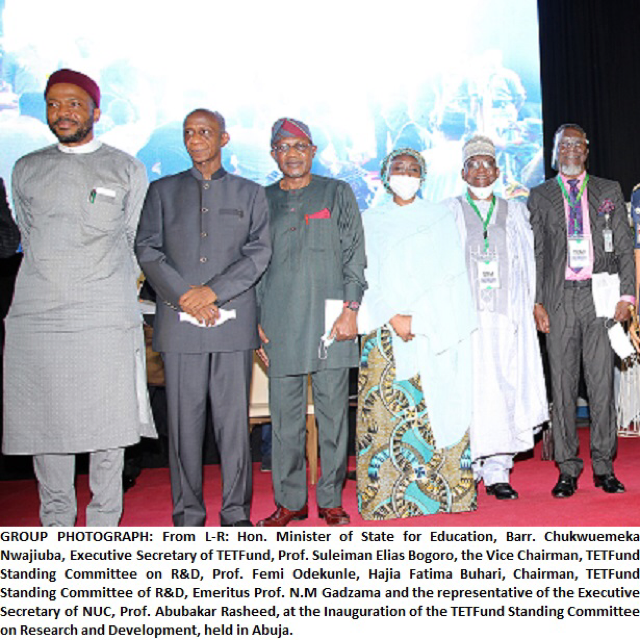 GROUP PHOTOGRAPH: From L-R: Hon. Minister of State for Education, Barr. Chukwuemeka
Nwajiuba, Executive Secretary of TETFund, Prof. Suleiman Elias Bogoro, the Vice Chairman, TETFund
Standing Committee on R&D, Prof. Femi Odekunle, Hajia Fatima Buhari, Chairman, TETFund
Standing Committee of R&D, Emeritus Prof. N.M Gadzama and the representative of the Executive
Secretary of NUC, Prof. Abubakar Rasheed, at the Inauguration of the TETFund Standing Committee
on Research and Development, held in Abuja.